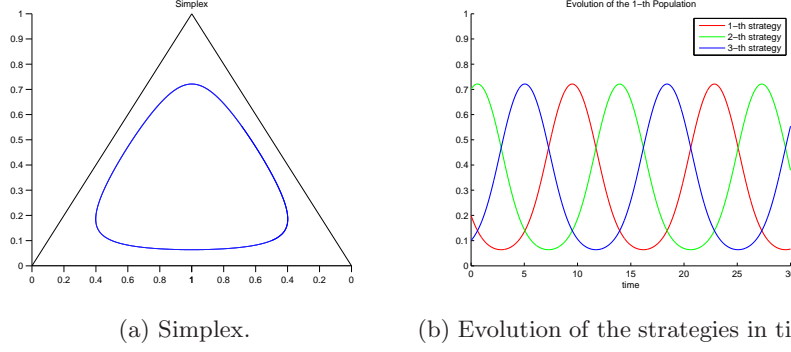 Simplex
1
0.9
0.8
0.7
0.6
0.5
0.4
0.3
0.2
0.1
0
0 0.2 0.4 0.6 0.8 1 0.8 0.6 0.4 0.2 0
(a) Simplex.
Evolution of the 1−th Population
1−th strategy
2−th strategy
3−th strategy
1
0.9
0.8
0.7
0.6
0.5
0.4
0.3
0.2
0.1
0
0 5 10 15 20 25 30
time
(b) Evolution of the strategies in ti